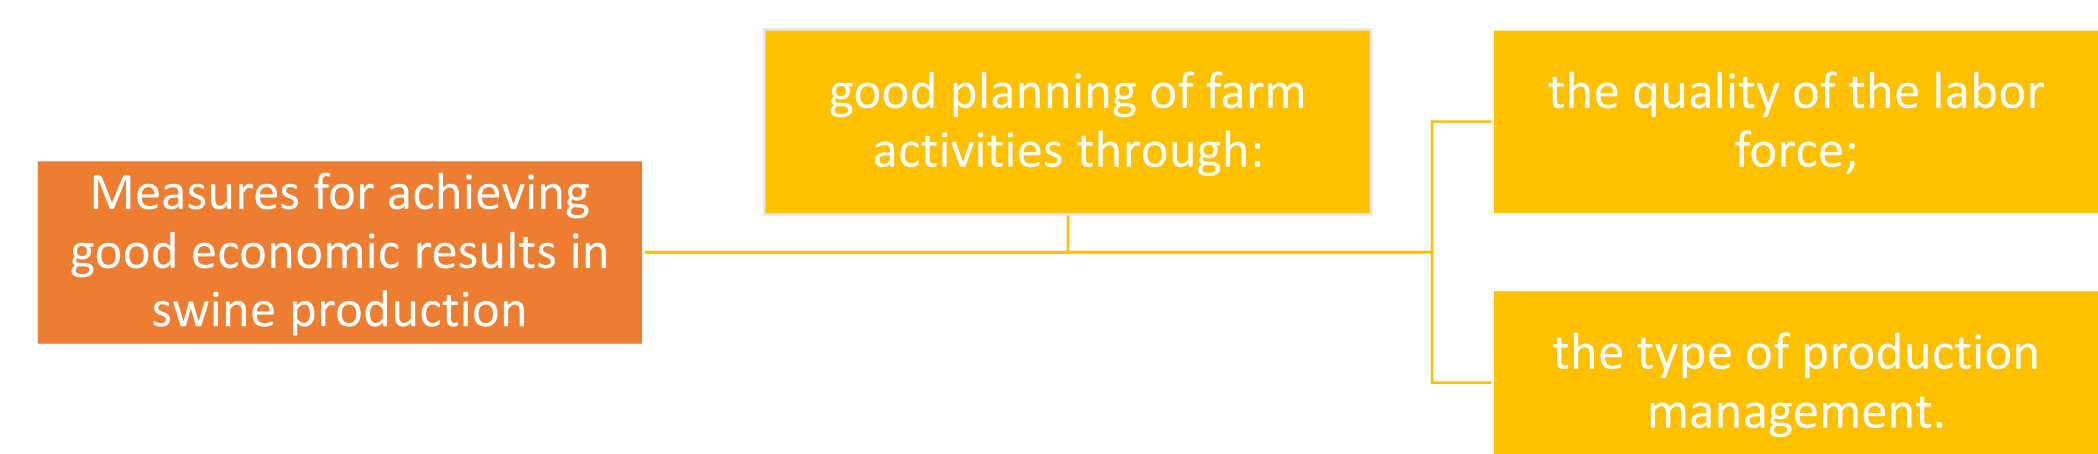 Measures for achieving
good economic results in
swine production
good planning of farm
activities through:
the quality of the labor
force;
the type of production
management.